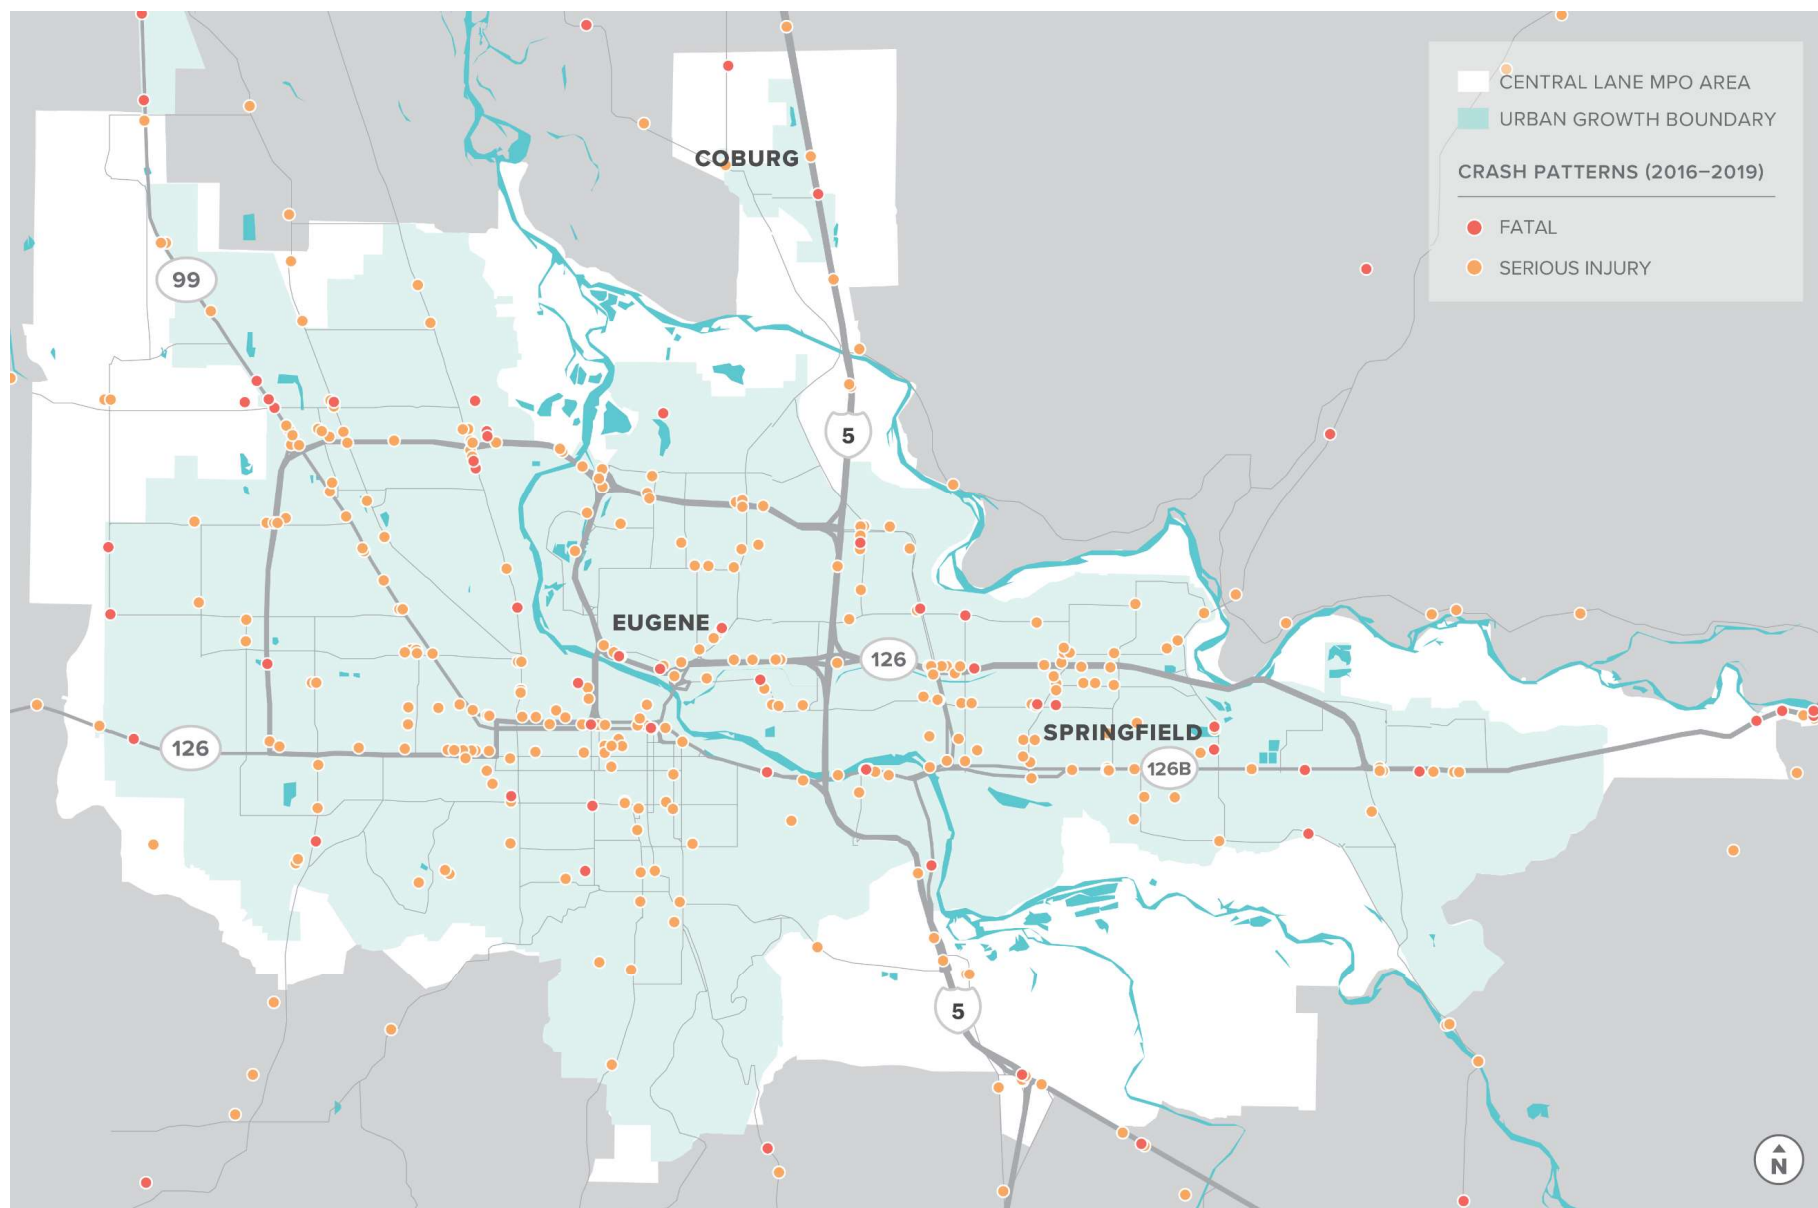 CENTRAL LANE MPO AREA
URBAN GROWTH BOUNDARY
CRASH PATTERNS (2016–2019)
FATAL
SERIOUS INJURY
COBURG
99
5
EUGENE
126
SPRINGFIELD
126
126B
5
N